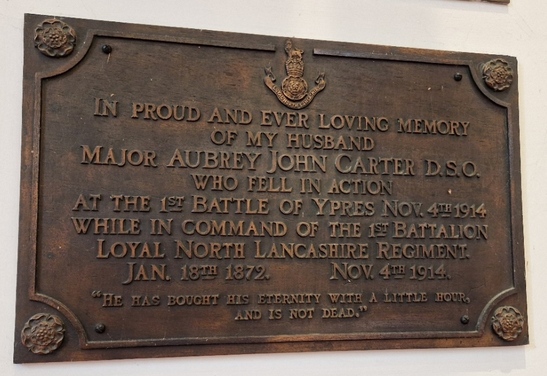 IN PROUD AND EVER LOVING MEMORY
OF MY HUSBAND
MAJOR AUBREY JOHN CARTER D.S.O.
WHO FELL IN ACTION
AT THE 1ST BATTLE OF YPRES NOV. 4TH 1914
WHILE IN COMMAND OF THE 1ST BATTALION
LOYAL NORTH LANCASHIRE REGIMENT.
JAN. 18TH 1872. NOV. 4TH 1914.
"HE HAS BOUGHT HIS ETERNITY WITH A LITTLE HOUR,
AND IS NOT DEAD."